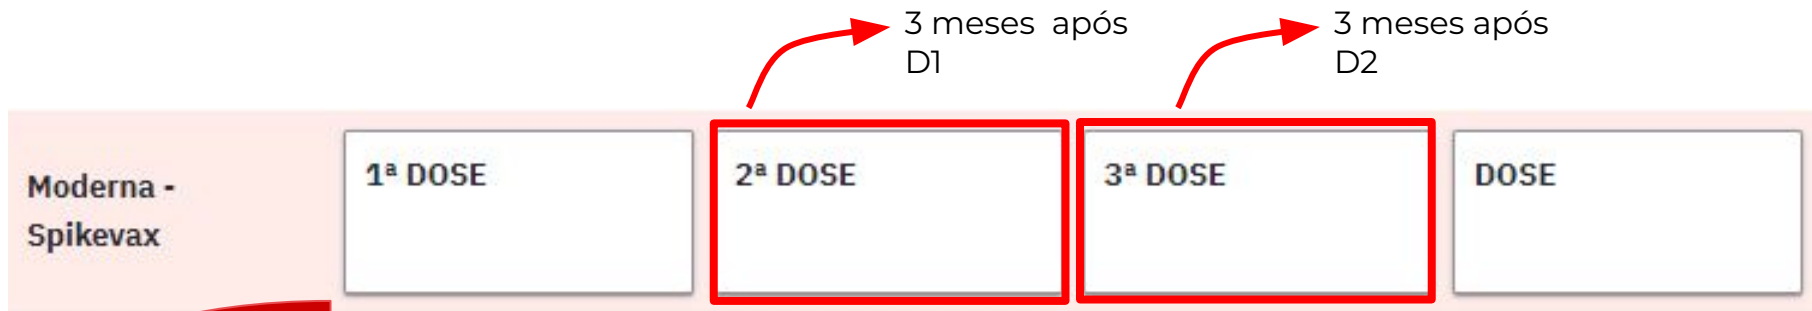 3 meses após
D1
3 meses após
D2
Moderna -
Spikevax
1ª DOSE
2ª DOSE
3ª DOSE
DOSE